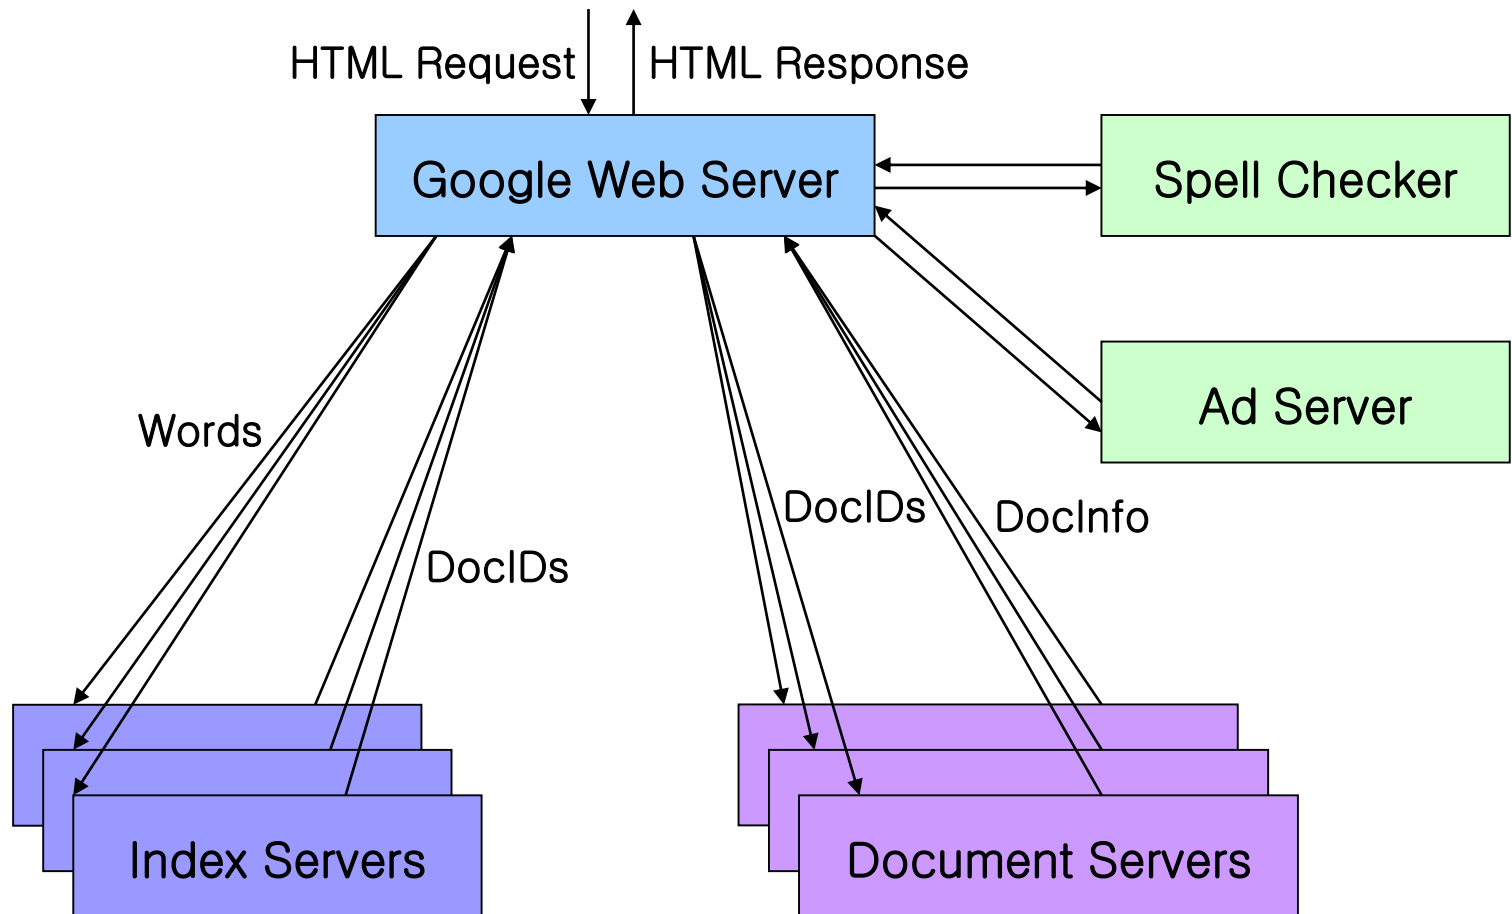 HTML Request
HTML Response
Google Web Server
Spell Checker
Ad Server
Words
DocIDs
DocIDs
DocInfo
Index Servers
Document Servers